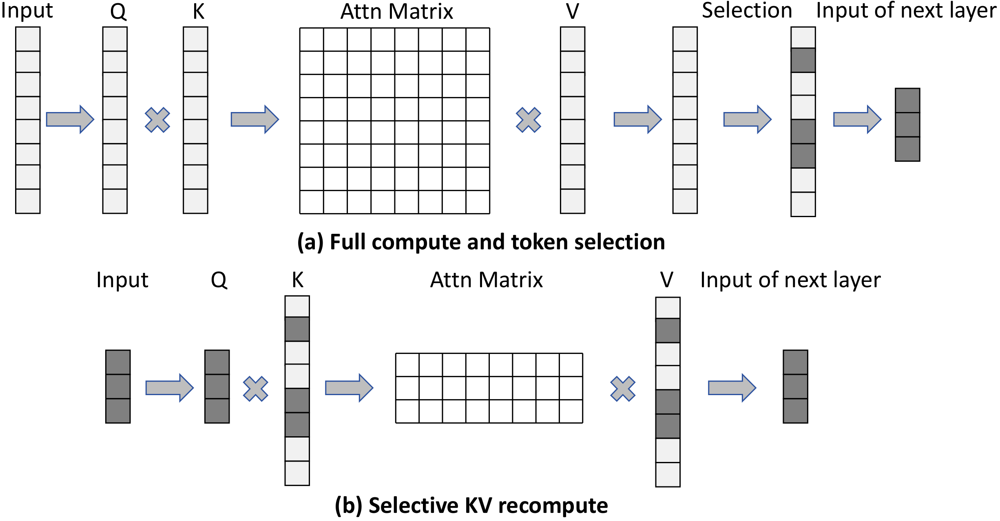 Input Q K Attn Matrix V Selection Input of next layer
(a) Full compute and token selection
Input Q K Attn Matrix V Input of next layer
(b) Selective KV recompute